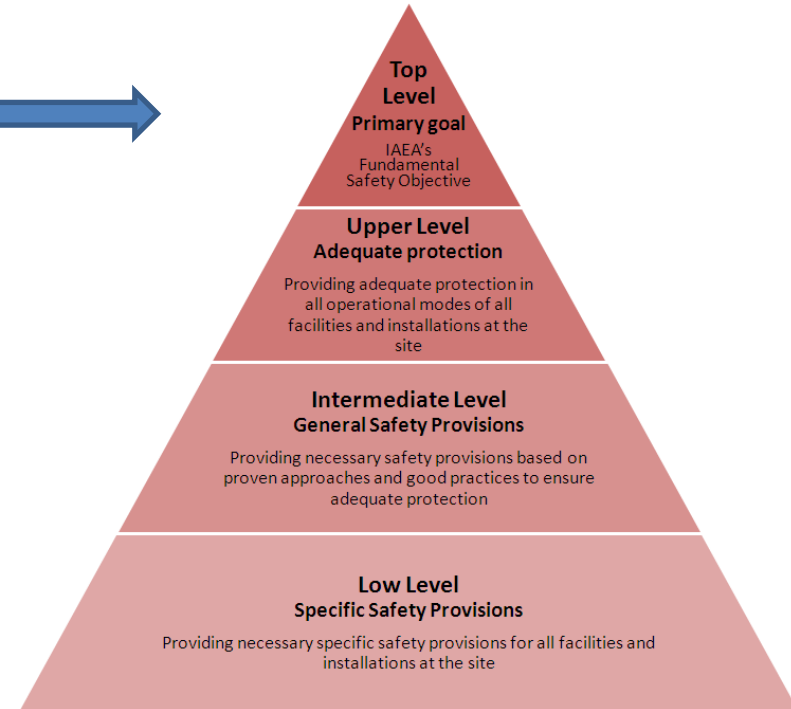 Top
Level
Primary goal
IAEA's
Fundamental
Safety Objective
Upper Level
Adequate protection
Providing adequate protection in
all operational modes of all
facilities and installations at the
site
Intermediate Level
General Safety Provisions
Providing necessary safety provisions based on
proven approaches and good practices to ensure
adequate protection
Low Level
Specific Safety Provisions
Providing necessary specific safety provisions for all facilities and
installations at the site